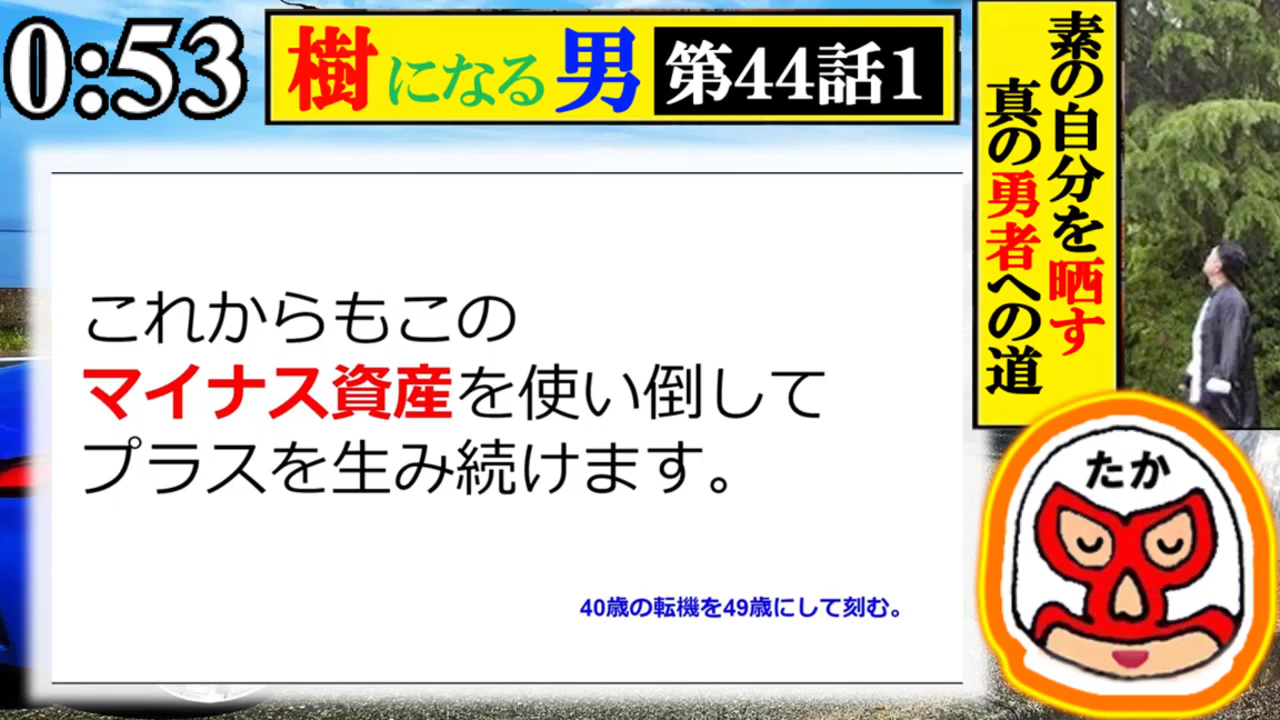 0:53
樹になる男 第44話1
素の自分を晒す
真の勇者への道
これからもこの
マイナス資産を使い倒して
プラスを生み続けます。
40歳の転機を49歳にして刻む。
たか